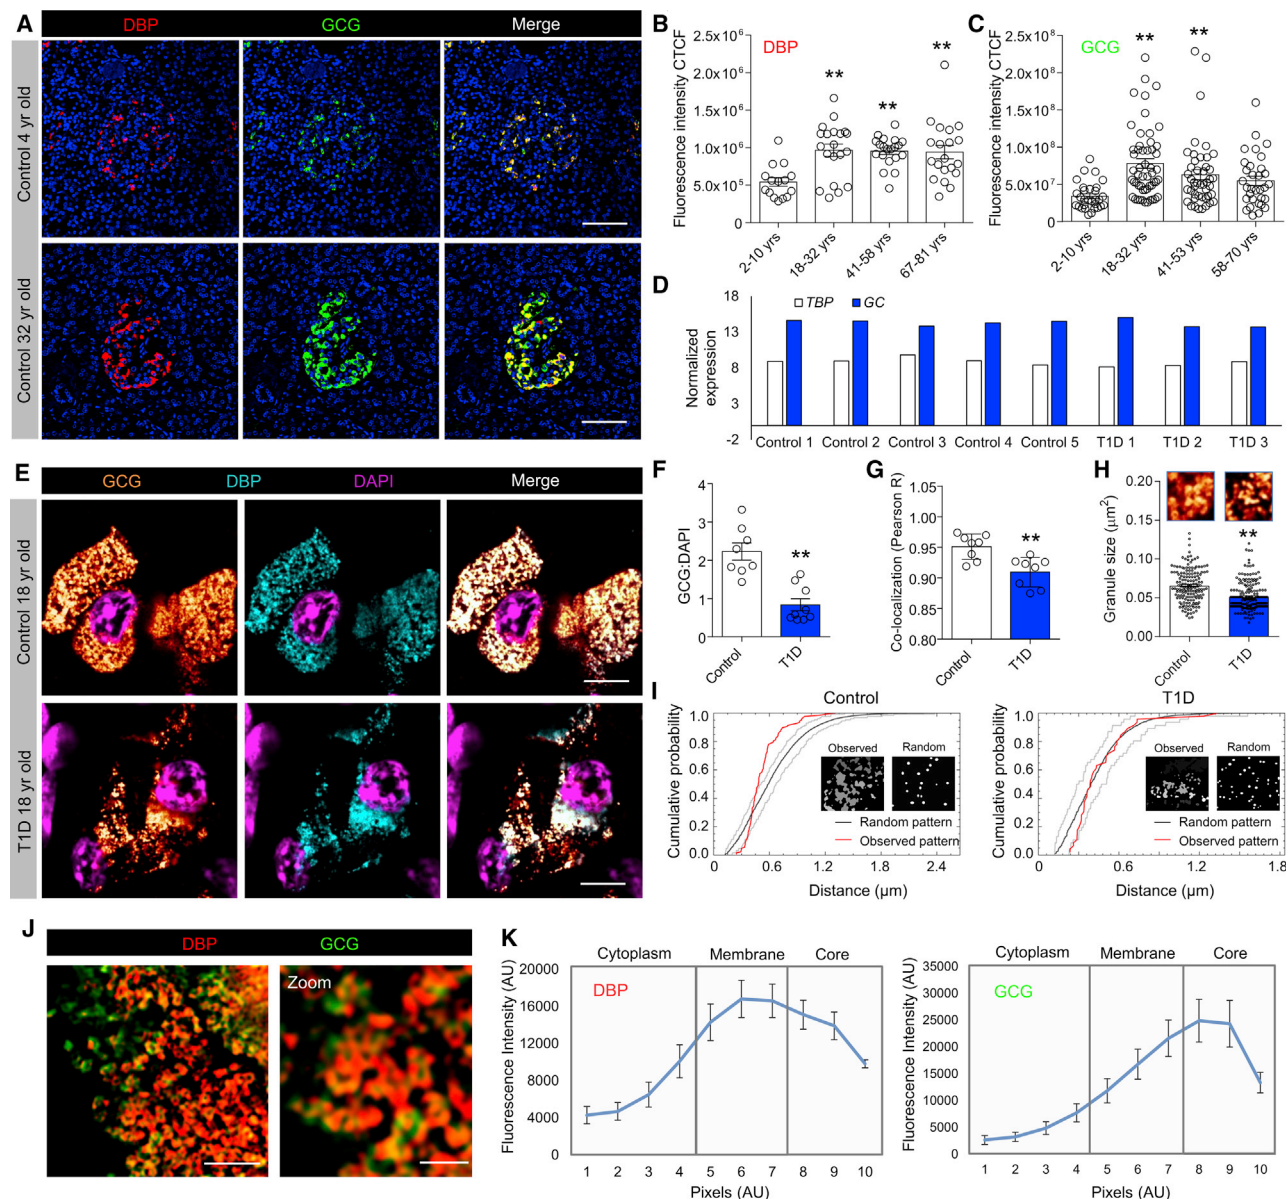 A
DBP GCG Merge
Control 4 yr old
Control 32 yr old
B
Fluorescence intensity CTCF
2.5x10⁶
2.0x10⁶
1.5x10⁶
1.0x10⁶
5.0x10⁵
0
DBP
**
**
**
2-10 yrs
18-32 yrs
41-58 yrs
67-81 yrs
C
Fluorescence intensity CTCF
2.5x10⁸
2.0x10⁸
1.5x10⁸
1.0x10⁸
5.0x10⁷
0
GCG
**
**
2-10 yrs
18-32 yrs
41-53 yrs
58-70 yrs
D
Normalized
expression
18
13
8
3
-2
TBP GC
Control 1 Control 2 Control 3 Control 4 Control 5 T1D 1 T1D 2 T1D 3
E
GCG DBP DAPI Merge
Control 18 yr old
T1D 18 yr old
F
GCG:DAPI
4
3
2
1
0
**
Control
T1D
G
Co-localization (Pearson R)
1.05
1.00
0.95
0.90
0.85
0.80
**
Control
T1D
H
Granule size (μm²)
0.20
0.15
0.10
0.05
0.00
**
Control
T1D
I
Control
Cumulative probability
1.0
0.8
0.6
0.4
0.2
0.0
Observed Random
Random pattern
Observed pattern
0.0 0.6 1.2 1.8 2.4
Distance (μm)
T1D
Cumulative probability
1.0
0.8
0.6
0.4
0.2
0.0
Observed Random
Random pattern
Observed pattern
0.0 0.6 1.2 1.8
Distance (μm)
J
DBP GCG
Zoom
K
Cytoplasm Membrane Core
Fluorescence Intensity (AU)
20000
16000
12000
8000
4000
0
DBP
1 2 3 4 5 6 7 8 9 10
Pixels (AU)
Cytoplasm Membrane Core
Fluorescence Intensity (AU)
35000
30000
25000
20000
15000
10000
5000
0
GCG
1 2 3 4 5 6 7 8 9 10
Pixels (AU)